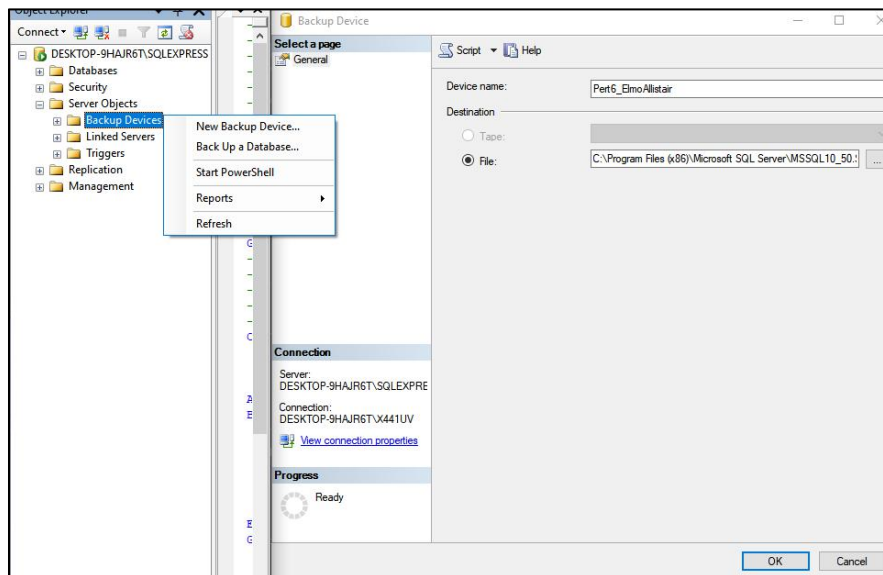 Object Explorer
Connect
DESKTOP-9HAJR6T\SQLEXPRESS
Databases
Security
Server Objects
Backup Devices
Linked Servers
Triggers
Replication
Management
New Backup Device...
Back Up a Database...
Start PowerShell
Reports
Refresh
Backup Device
Select a page
General
Script
Help
Device name:
Pert6_ElmoAllistair
Destination
Tape:
File:
C:\Program Files (x86)\Microsoft SQL Server\MSSQL10_50.
...
Connection
Server:
DESKTOP-9HAJR6T\SQLEXPRE
Connection:
DESKTOP-9HAJR6T\X441UV
View connection properties
Progress
Ready
OK
Cancel